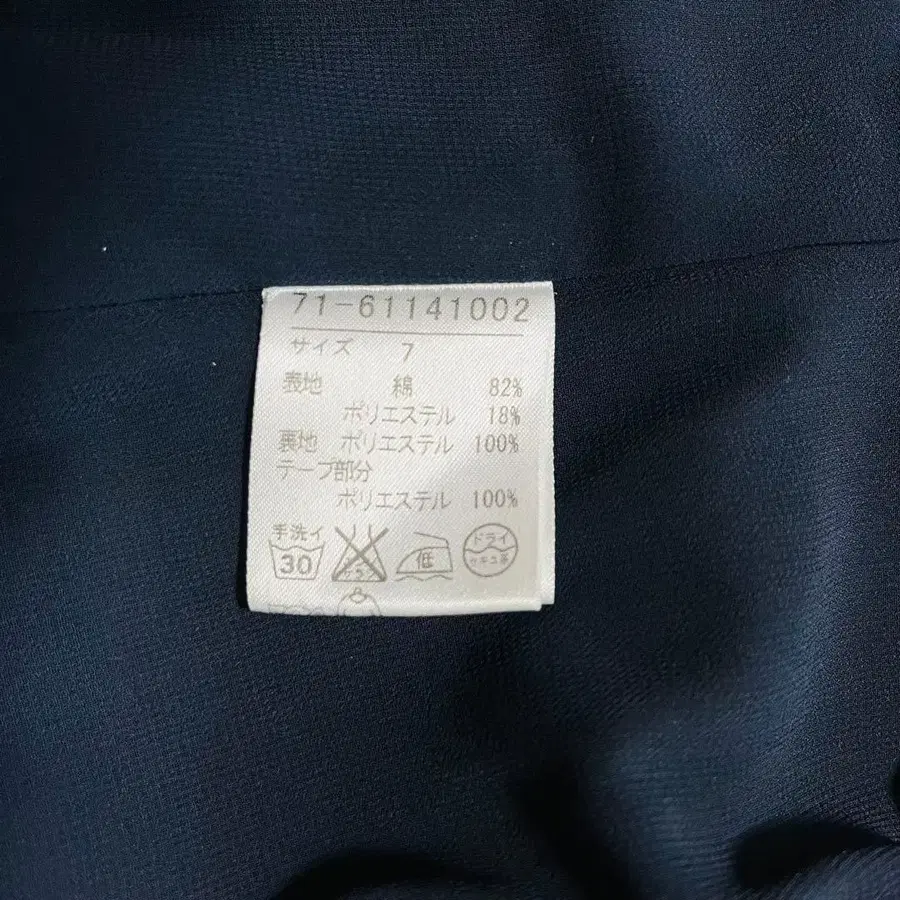 71-61141002
サイズ 7
表地 綿 82%
ポリエステル 18%
裏地 ポリエステル 100%
テープ部分
ポリエステル 100%
手洗イ
30 低 ドライ